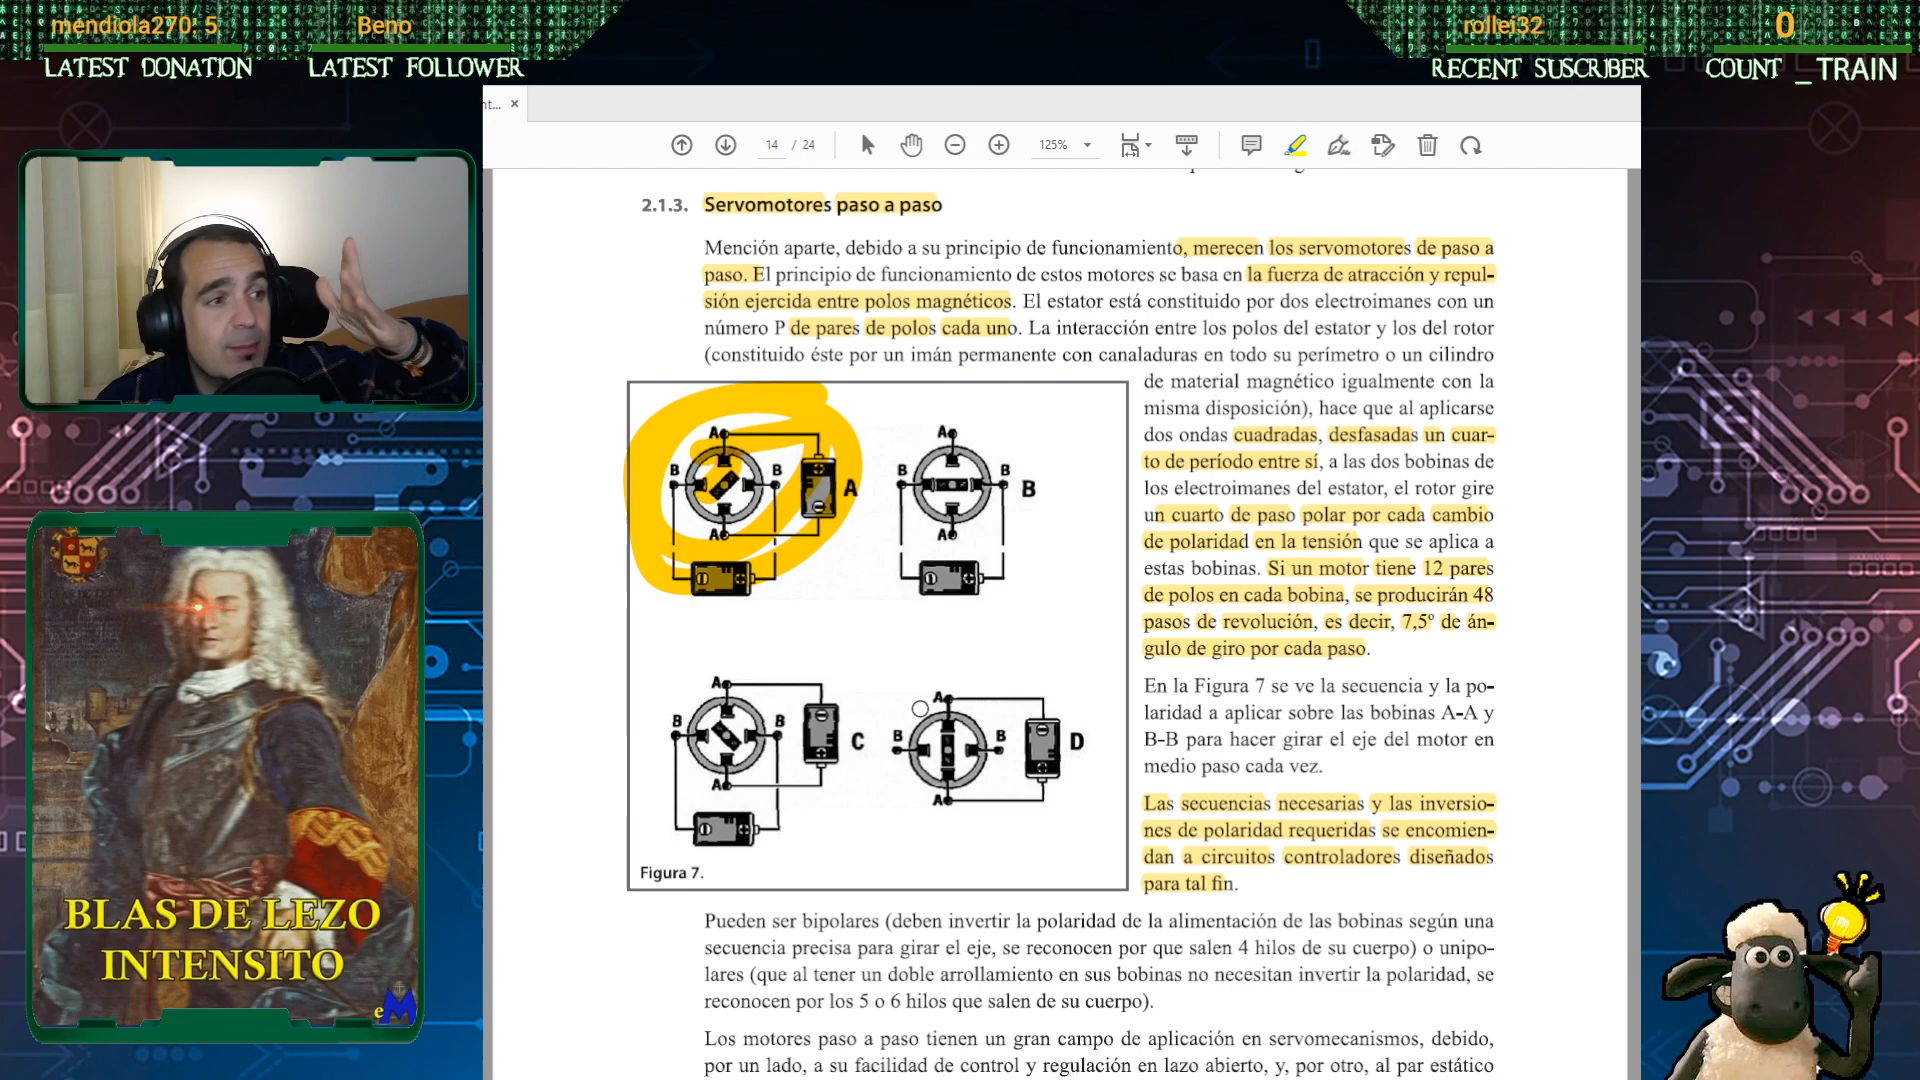 mendiola270: 5
LATEST DONATION
Beno
LATEST FOLLOWER
rollei32
RECENT SUSCRIBER
0
COUNT _TRAIN
nt...
14 / 24
125%
2.1.3. Servomotores paso a paso
Mención aparte, debido a su principio de funcionamiento, merecen los servomotores de paso a
paso. El principio de funcionamiento de estos motores se basa en la fuerza de atracción y repul-
sión ejercida entre polos magnéticos. El estator está constituido por dos electroimanes con un
número P de pares de polos cada uno. La interacción entre los polos del estator y los del rotor
(constituido éste por un imán permanente con canaladuras en todo su perímetro o un cilindro
de material magnético igualmente con la
misma disposición), hace que al aplicarse
dos ondas cuadradas, desfasadas un cuar-
to de período entre sí, a las dos bobinas de
los electroimanes del estator, el rotor gire
un cuarto de paso polar por cada cambio
de polaridad en la tensión que se aplica a
estas bobinas. Si un motor tiene 12 pares
de polos en cada bobina, se producirán 48
pasos de revolución, es decir, 7,5º de án-
gulo de giro por cada paso.
En la Figura 7 se ve la secuencia y la po-
laridad a aplicar sobre las bobinas A-A y
B-B para hacer girar el eje del motor en
medio paso cada vez.
Las secuencias necesarias y las inversio-
nes de polaridad requeridas se encomien-
dan a circuitos controladores diseñados
para tal fin.
A
B B
A
A
A
B B
A
B
A
B B
A
C
A
B B
A
D
Figura 7.
Pueden ser bipolares (deben invertir la polaridad de la alimentación de las bobinas según una
secuencia precisa para girar el eje, se reconocen por que salen 4 hilos de su cuerpo) o unipo-
lares (que al tener un doble arrollamiento en sus bobinas no necesitan invertir la polaridad, se
reconocen por los 5 o 6 hilos que salen de su cuerpo).
Los motores paso a paso tienen un gran campo de aplicación en servomecanismos, debido,
por un lado, a su facilidad de control y regulación en lazo abierto, y, por otro, al par estático
BLAS DE LEZO
INTENSITO
eM